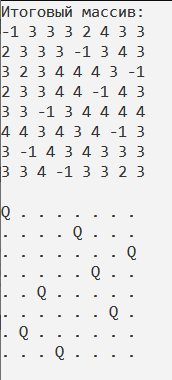 Итоговый массив:
-1 3 3 3 2 4 3 3
2 3 3 3 -1 3 4 3
3 2 3 4 4 4 3 -1
2 3 3 4 4 -1 4 3
3 3 -1 3 4 4 4 4
4 4 3 4 3 4 -1 3
3 -1 4 3 4 3 3 3
3 3 4 -1 3 3 2 3
Q . . . . . . .
. . . . Q . . .
. . . . . . . Q
. . . . . Q . .
. . Q . . . . .
. . . . . . Q .
. Q . . . . . .
. . . Q . . . .